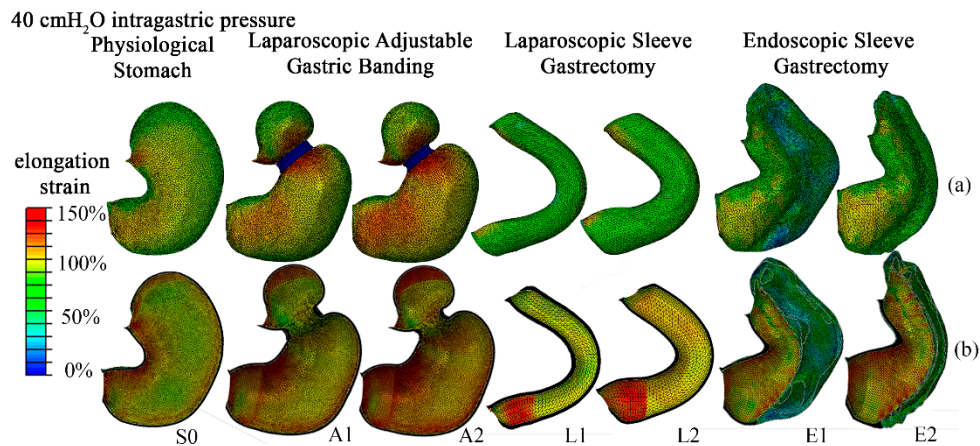 40 cmH₂O intragastric pressure
Physiological Stomach
Laparoscopic Adjustable Gastric Banding
Laparoscopic Sleeve Gastrectomy
Endoscopic Sleeve Gastrectomy
elongation strain
150%
100%
50%
0%
(a)
(b)
S0
A1
A2
L1
L2
E1
E2